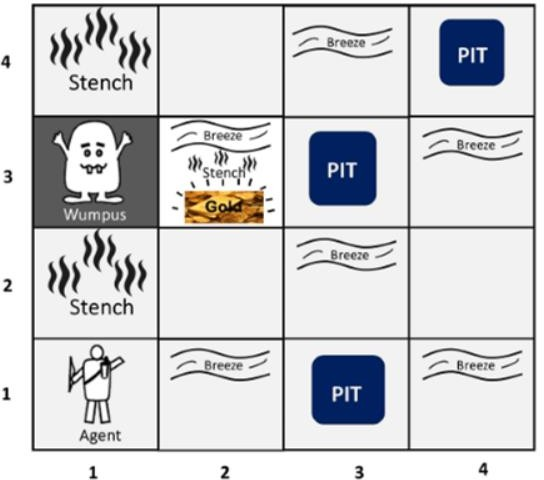 4
Stench
Breeze
PIT
3
Wumpus
Breeze
Stench
Gold
PIT
Breeze
2
Stench
Breeze
1
Agent
Breeze
PIT
Breeze
1 2 3 4